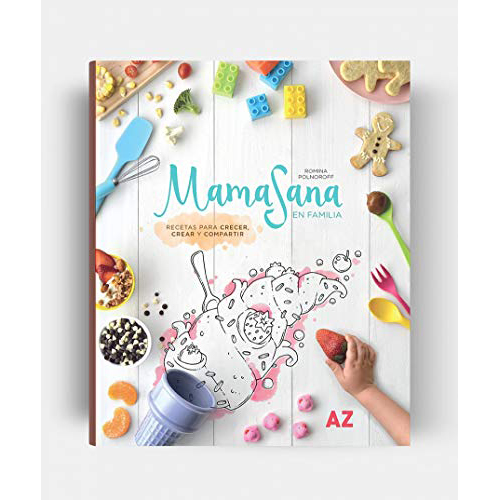 ROMINA
POLNOROFF
MamaSana
EN FAMILIA
RECETAS PARA CRECER,
CREAR Y COMPARTIR
AZ